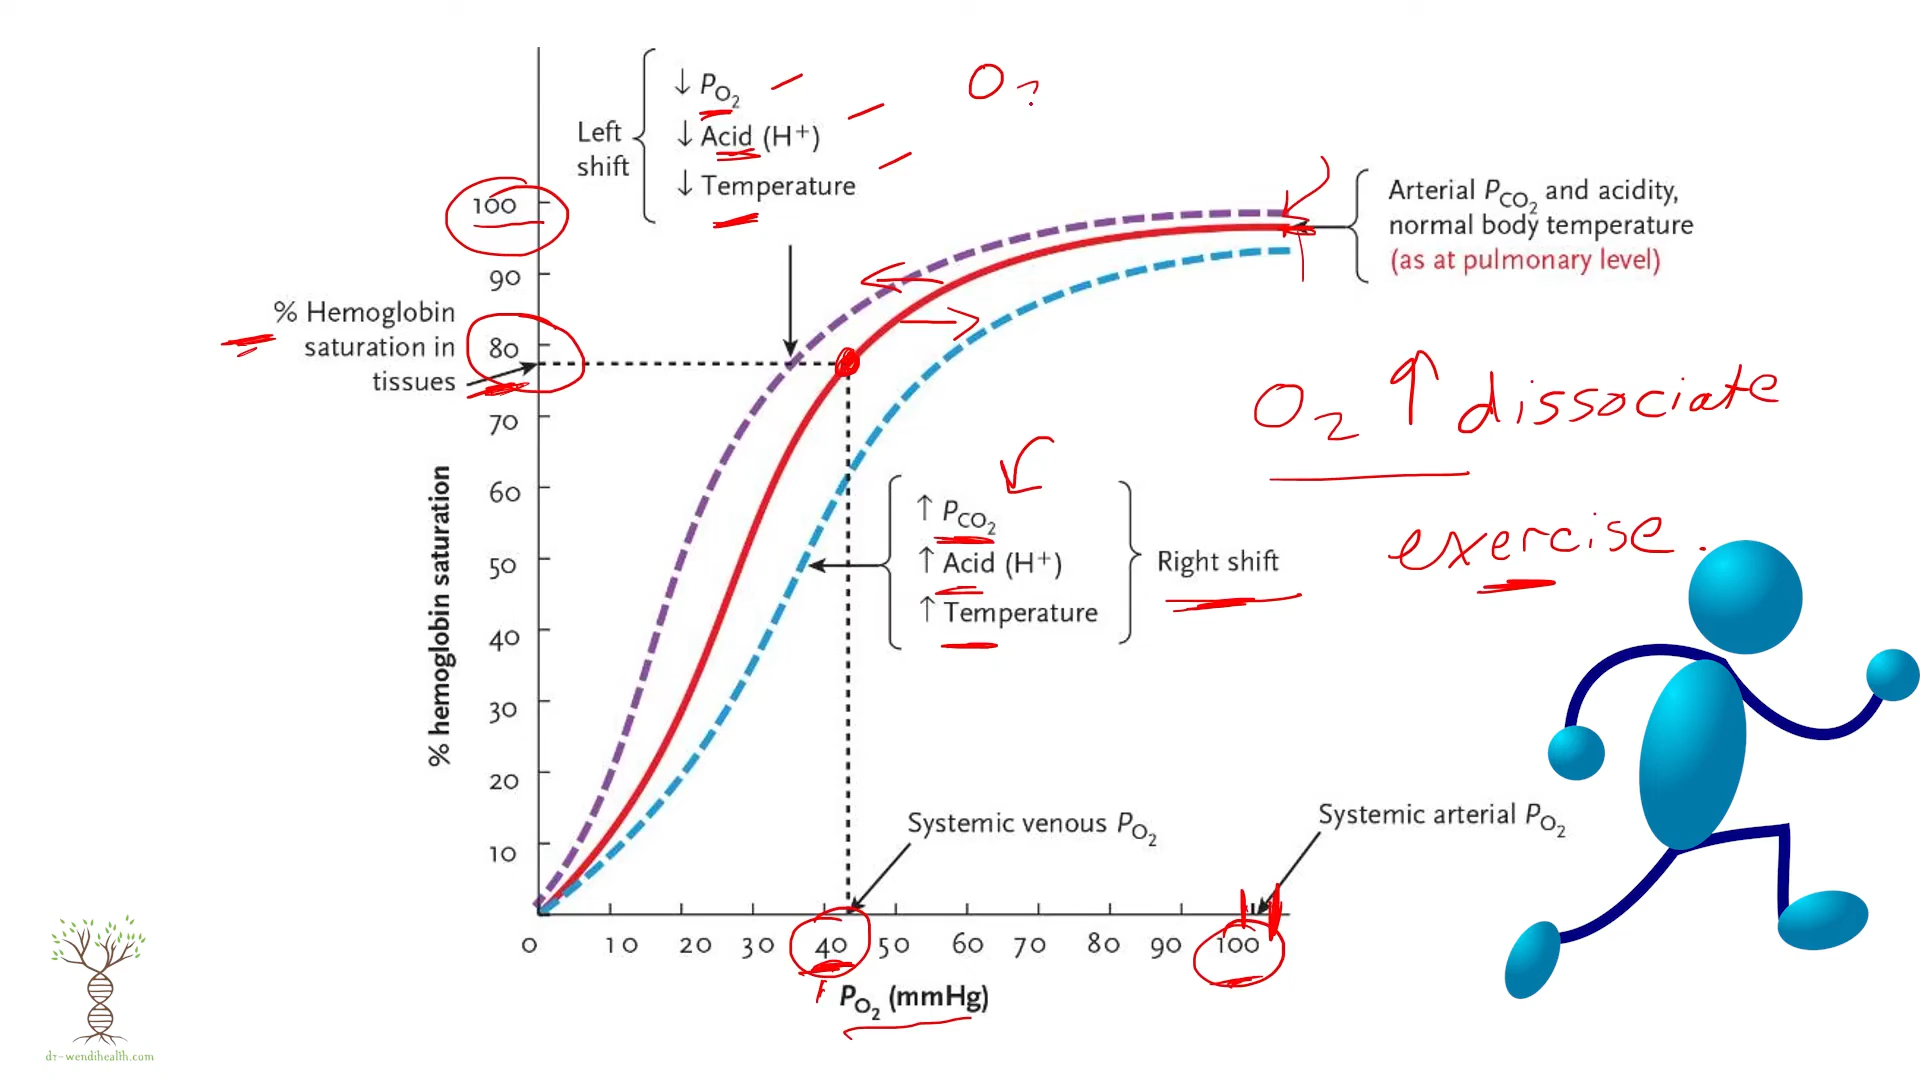 Left
shift
↓ PO2
↓ Acid (H+)
↓ Temperature
O2
Arterial PCO2 and acidity,
normal body temperature
(as at pulmonary level)
% Hemoglobin
saturation in
tissues
O2 ↑ dissociate
exercise.
↑ PCO2
↑ Acid (H+)
↑ Temperature
Right shift
% hemoglobin saturation
100
90
80
70
60
50
40
30
20
10
Systemic venous PO2
Systemic arterial PO2
0 10 20 30 40 50 60 70 80 90 100
PO2 (mmHg)
dr-wendihealth.com